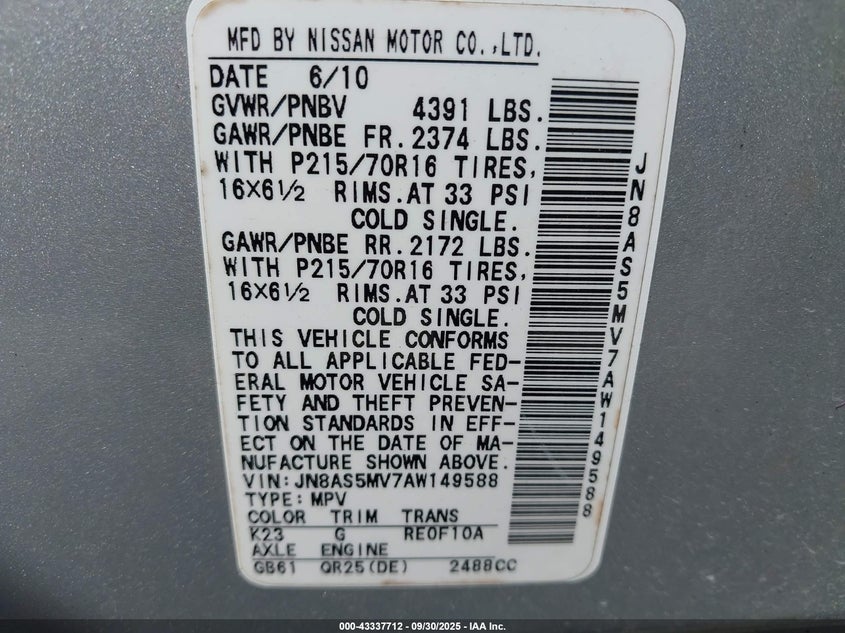 MFD BY NISSAN MOTOR CO.,LTD.
DATE 6/10
GVWR/PNBV 4391 LBS.
GAWR/PNBE FR. 2374 LBS.
WITH P215/70R16 TIRES,
16X6½ RIMS. AT 33 PSI
COLD SINGLE.
GAWR/PNBE RR. 2172 LBS.
WITH P215/70R16 TIRES,
16X6½ RIMS. AT 33 PSI
COLD SINGLE.
THIS VEHICLE CONFORMS
TO ALL APPLICABLE FED-
ERAL MOTOR VEHICLE SA-
FETY AND THEFT PREVEN-
TION STANDARDS IN EFF-
ECT ON THE DATE OF MA-
NUFACTURE SHOWN ABOVE.
VIN: JN8AS5MV7AW149588
TYPE: MPV
COLOR TRIM TRANS
K23 G RE0F10A
AXLE ENGINE
GB61 QR25(DE) 2488CC
JN8AS5MV7AW149588
000-43337712 - 09/30/2025 - IAA Inc.